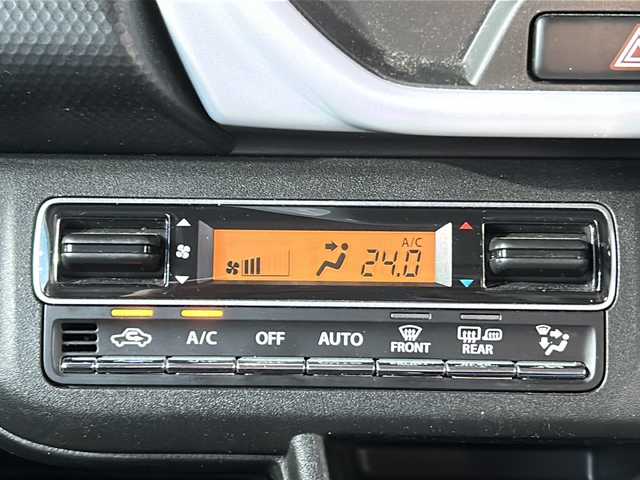 A/C
24.0
A/C OFF AUTO FRONT REAR